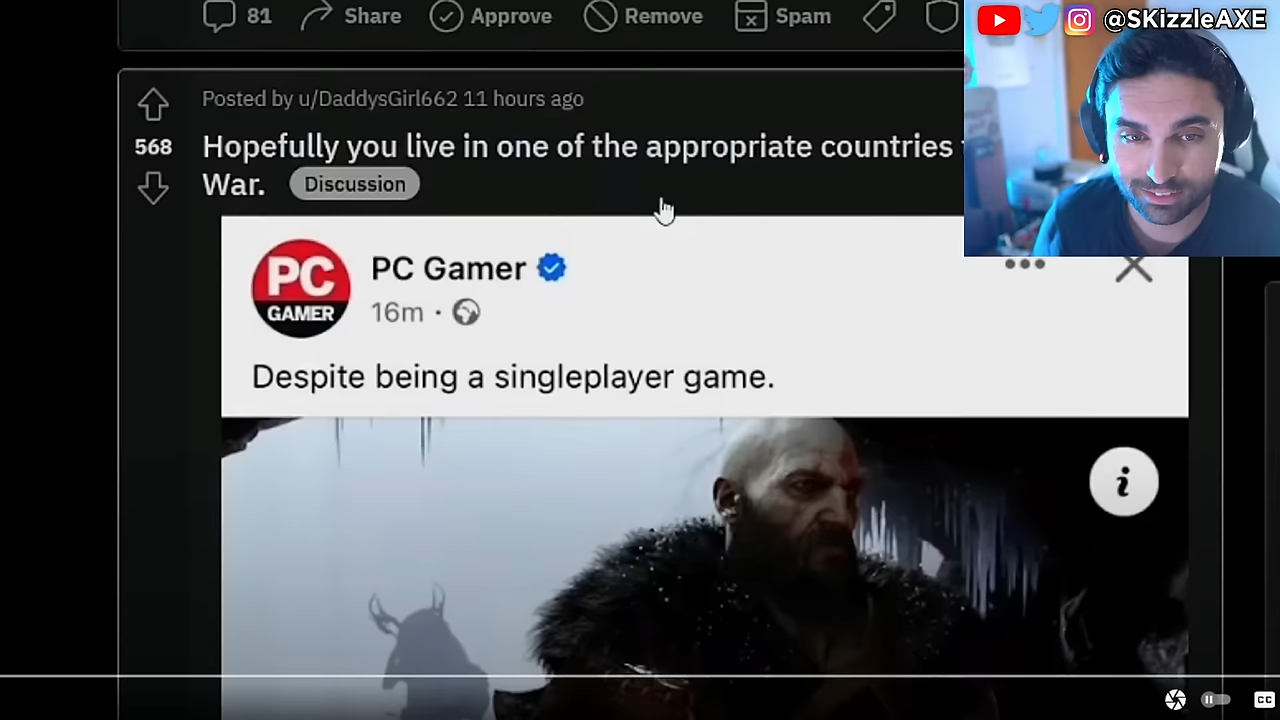 81 Share Approve Remove Spam
@SKizzleAXE
Posted by u/DaddysGirl662 11 hours ago
568
Hopefully you live in one of the appropriate countries
War. Discussion
PC
GAMER
PC Gamer
16m ·
Despite being a singleplayer game.
i
CC